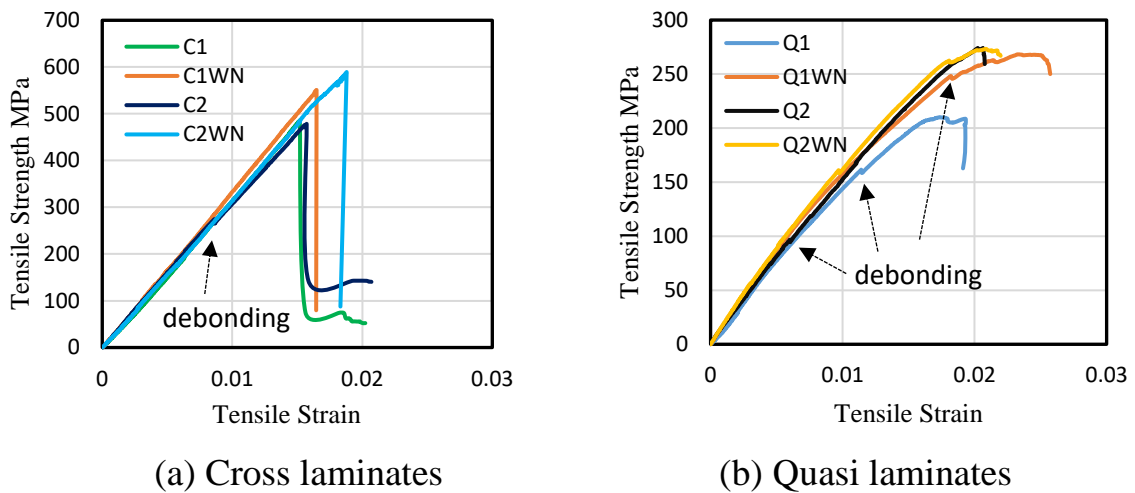 700
600
500
400
300
200
100
0
Tensile Strength MPa
C1
C1WN
C2
C2WN
debonding
0 0.01 0.02 0.03
Tensile Strain
(a) Cross laminates
300
250
200
150
100
50
0
Tensile Strength MPa
Q1
Q1WN
Q2
Q2WN
debonding
0 0.01 0.02 0.03
Tensile Strain
(b) Quasi laminates